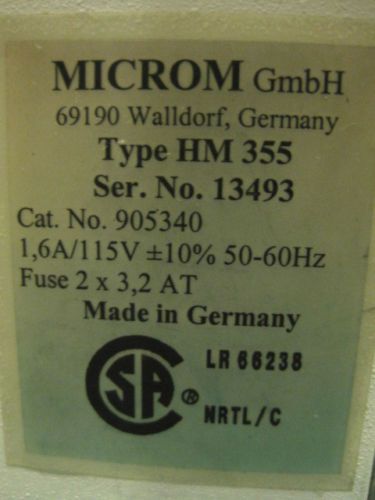 MICROM GmbH
69190 Walldorf, Germany
Type HM 355
Ser. No. 13493
Cat. No. 905340
1,6A/115V ±10% 50-60Hz
Fuse 2 x 3,2 AT
Made in Germany
CSA ®
LR 66238
NRTL/C